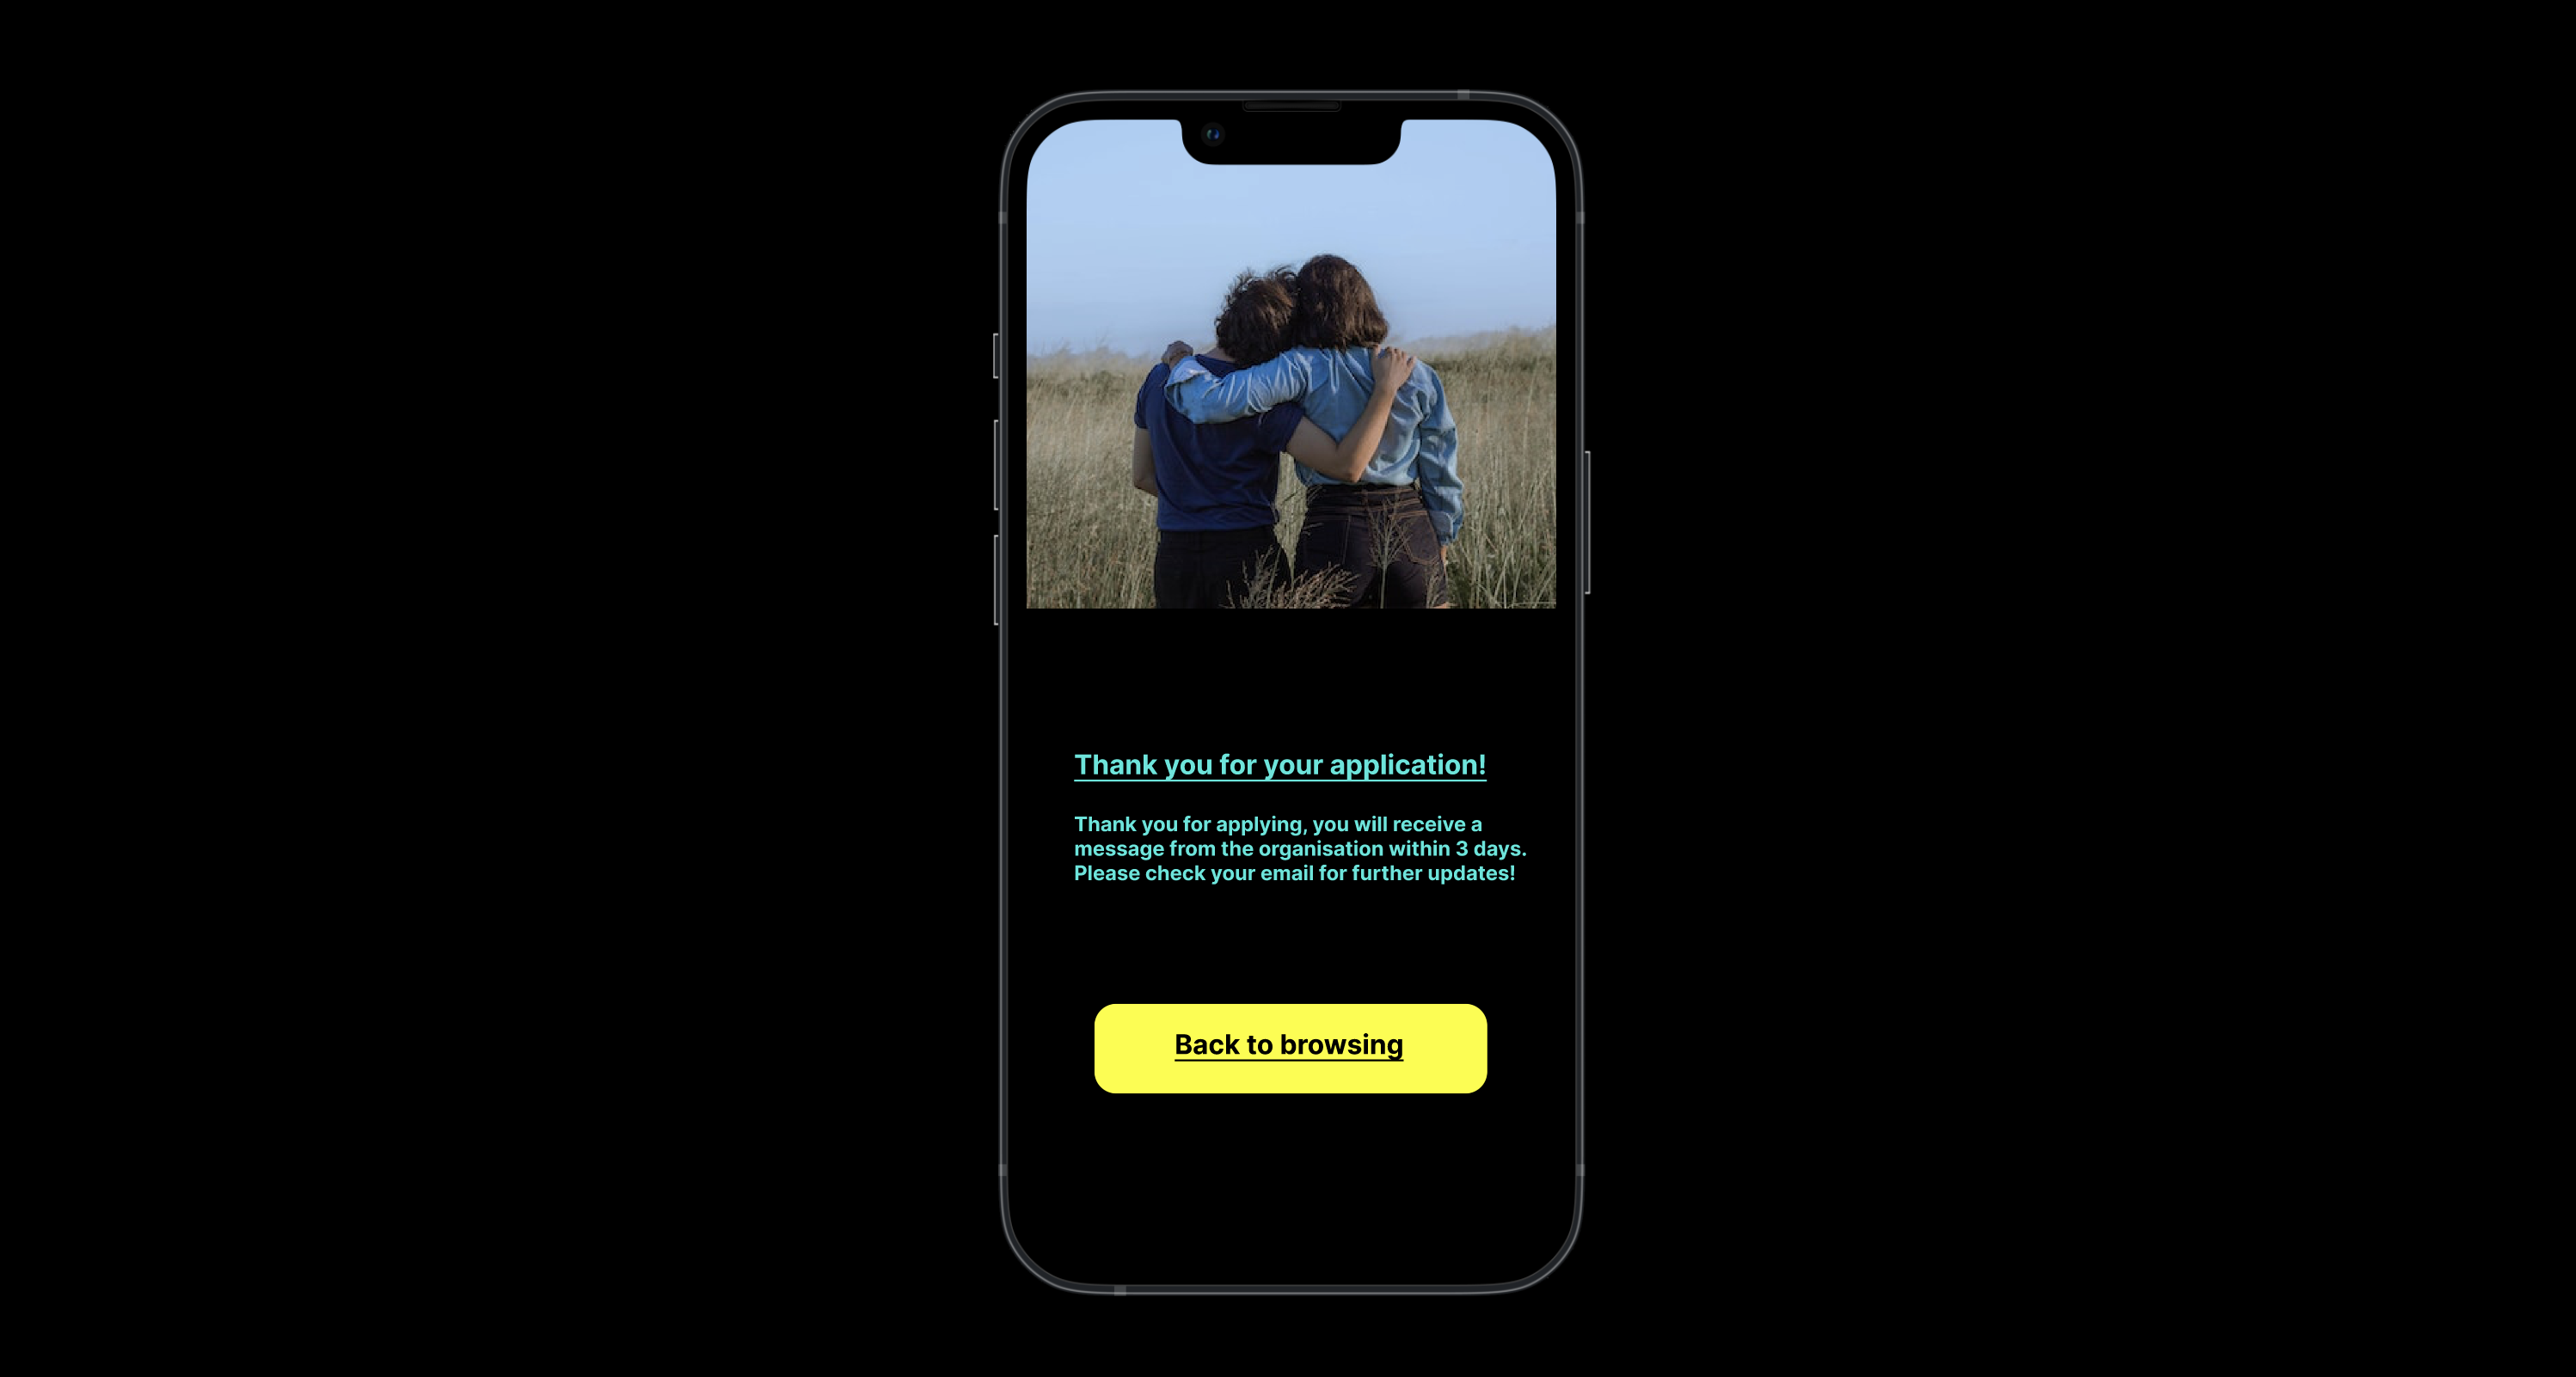 Thank you for your application!
Thank you for applying, you will receive a
message from the organisation within 3 days.
Please check your email for further updates!
Back to browsing